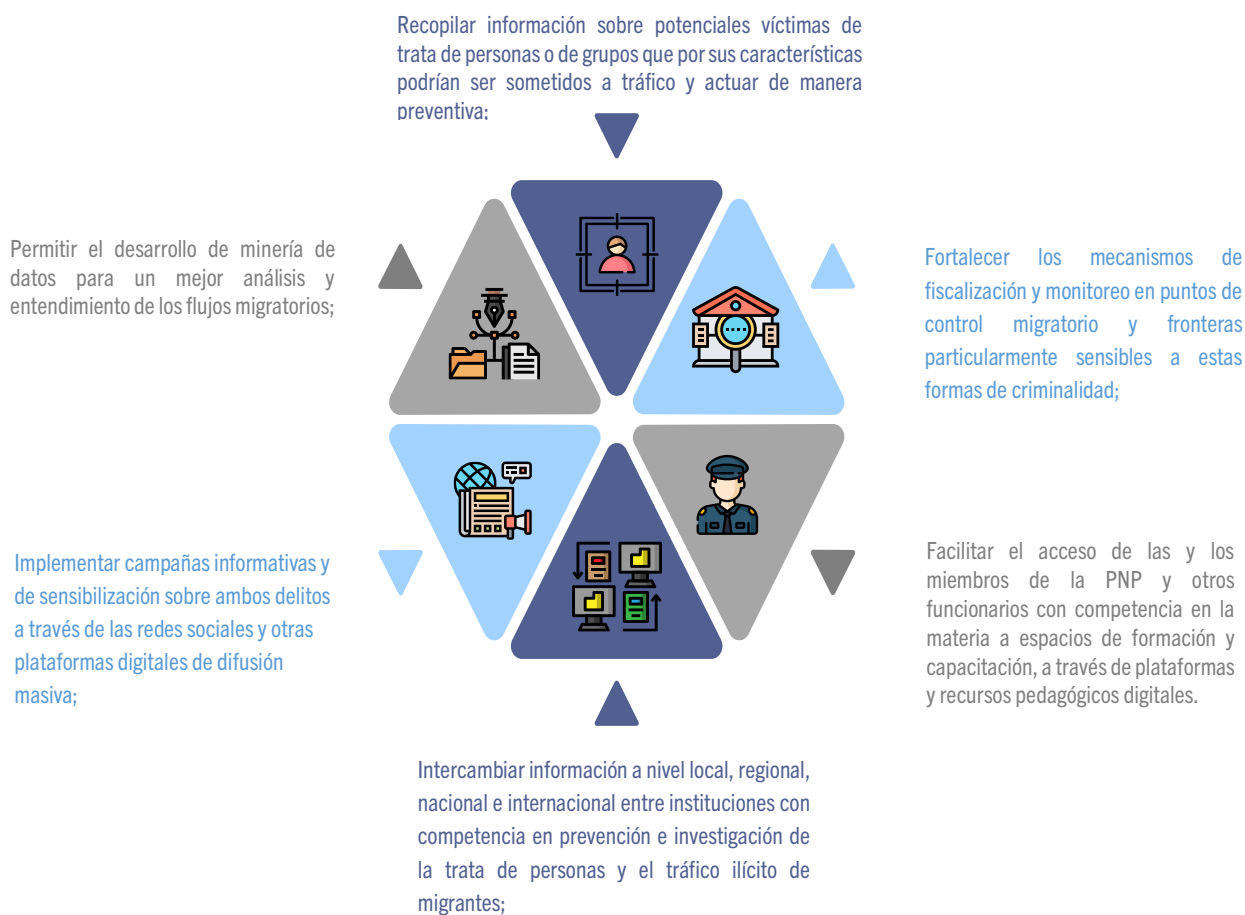 Recopilar información sobre potenciales víctimas de
trata de personas o de grupos que por sus características
podrían ser sometidos a tráfico y actuar de manera
preventiva;
Permitir el desarrollo de minería de
datos para un mejor análisis y
entendimiento de los flujos migratorios;
Fortalecer los mecanismos de
fiscalización y monitoreo en puntos de
control migratorio y fronteras
particularmente sensibles a estas
formas de criminalidad;
Implementar campañas informativas y
de sensibilización sobre ambos delitos
a través de las redes sociales y otras
plataformas digitales de difusión
masiva;
Facilitar el acceso de las y los
miembros de la PNP y otros
funcionarios con competencia en la
materia a espacios de formación y
capacitación, a través de plataformas
y recursos pedagógicos digitales.
Intercambiar información a nivel local, regional,
nacional e internacional entre instituciones con
competencia en prevención e investigación de
la trata de personas y el tráfico ilícito de
migrantes;